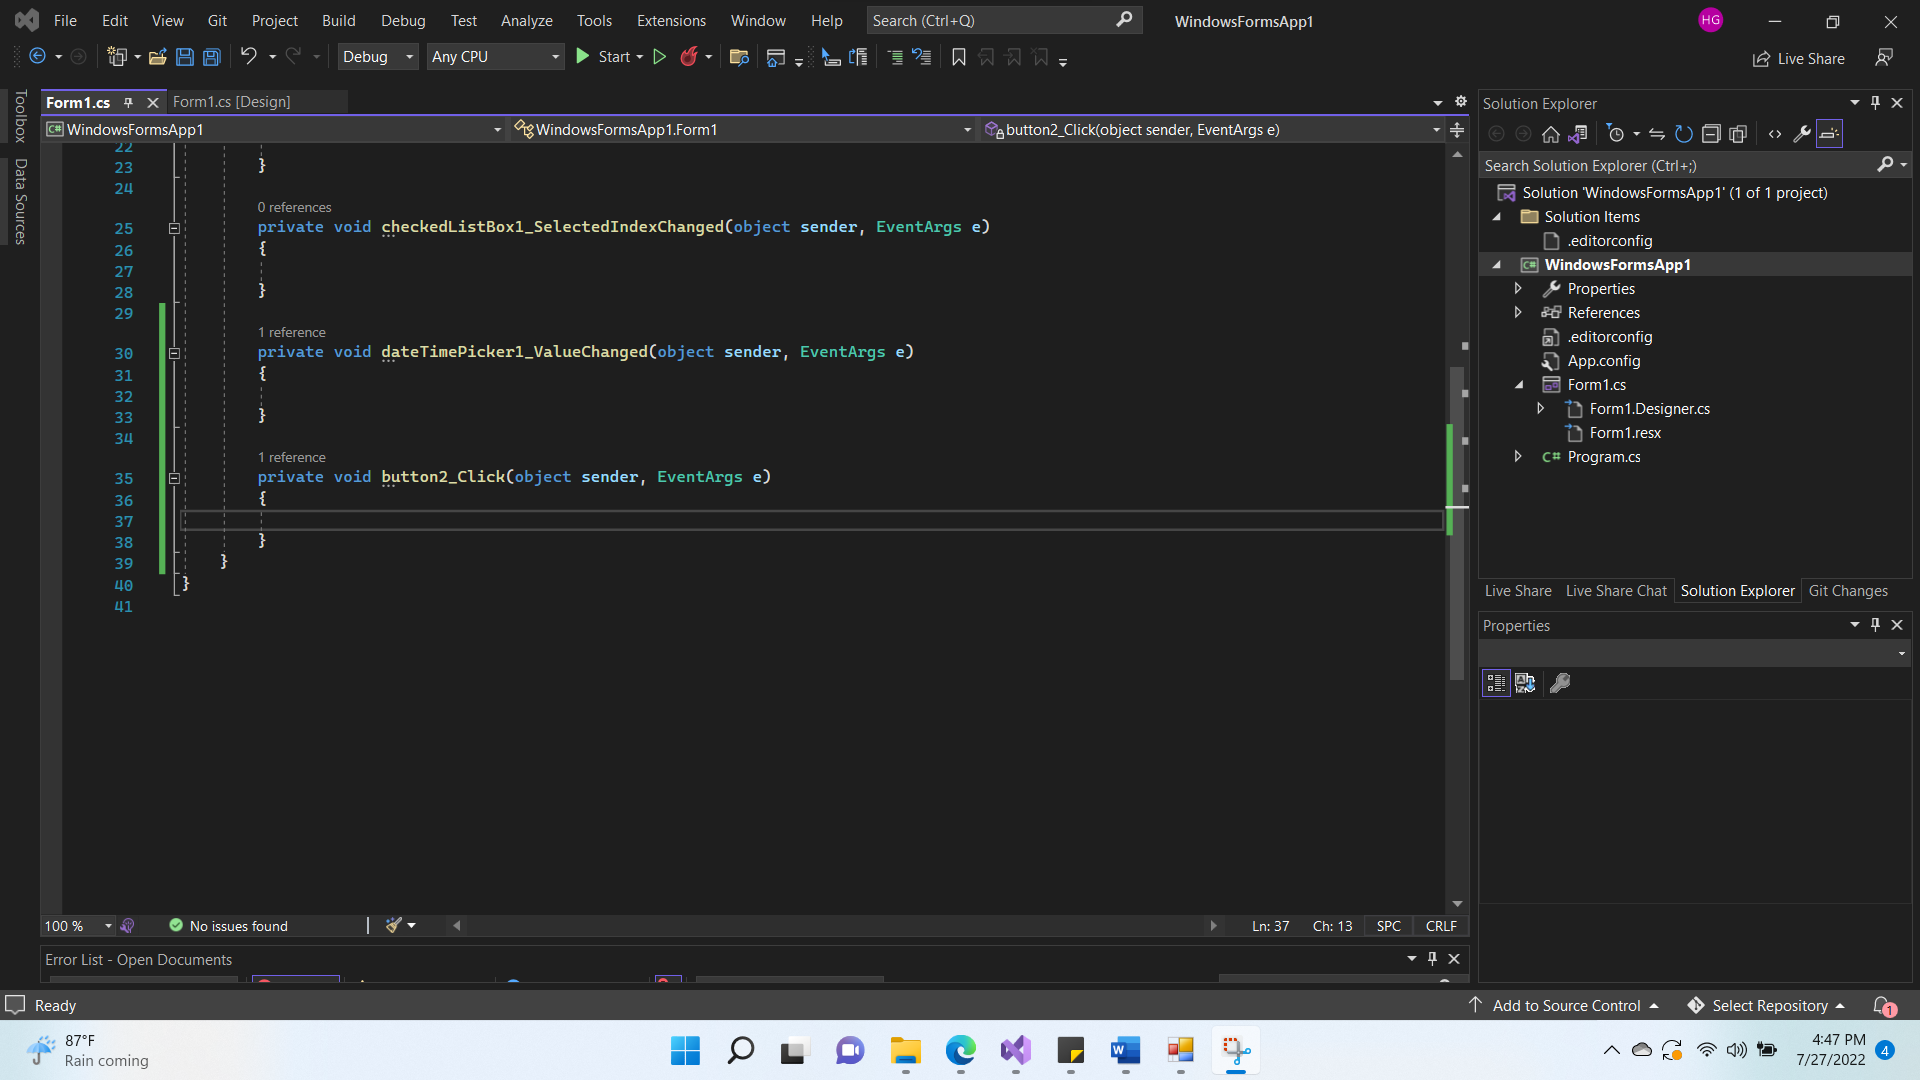 File Edit View Git Project Build Debug Test Analyze Tools Extensions Window Help Search (Ctrl+Q) WindowsFormsApp1 HG
Debug Any CPU Start Live Share
Toolbox
Data Sources
Form1.cs Form1.cs [Design]
WindowsFormsApp1 WindowsFormsApp1.Form1 button2_Click(object sender, EventArgs e)
22
23 }
24
0 references
25 private void checkedListBox1_SelectedIndexChanged(object sender, EventArgs e)
26 {
27
28 }
29
1 reference
30 private void dateTimePicker1_ValueChanged(object sender, EventArgs e)
31 {
32
33 }
34
1 reference
35 private void button2_Click(object sender, EventArgs e)
36 {
37
38 }
39 }
40 }
41
100 % No issues found Ln: 37 Ch: 13 SPC CRLF
Error List - Open Documents
Solution Explorer
Search Solution Explorer (Ctrl+;)
Solution 'WindowsFormsApp1' (1 of 1 project)
Solution Items
.editorconfig
C# WindowsFormsApp1
Properties
References
.editorconfig
App.config
Form1.cs
Form1.Designer.cs
Form1.resx
C# Program.cs
Live Share Live Share Chat Solution Explorer Git Changes
Properties
Ready Add to Source Control Select Repository 1
87°F
Rain coming
4:47 PM
7/27/2022
4